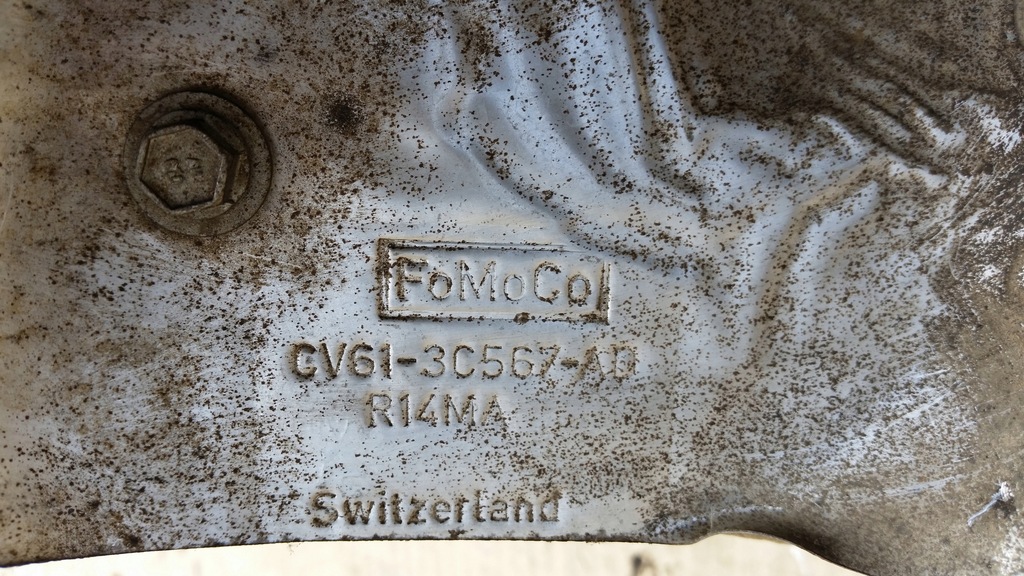 FoMoCo
CV61-3C567-AD
R14MA
Switzerland